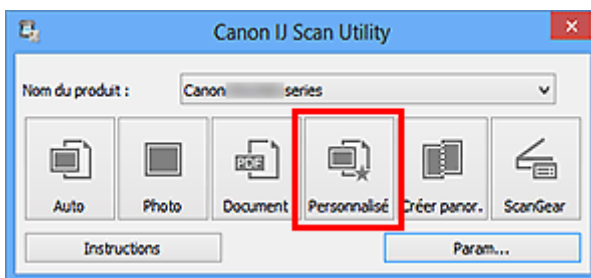 Canon IJ Scan Utility
Nom du produit : Canon series
Auto Photo Document Personnalisé Créer panor. ScanGear
PDF
Instructions Param...